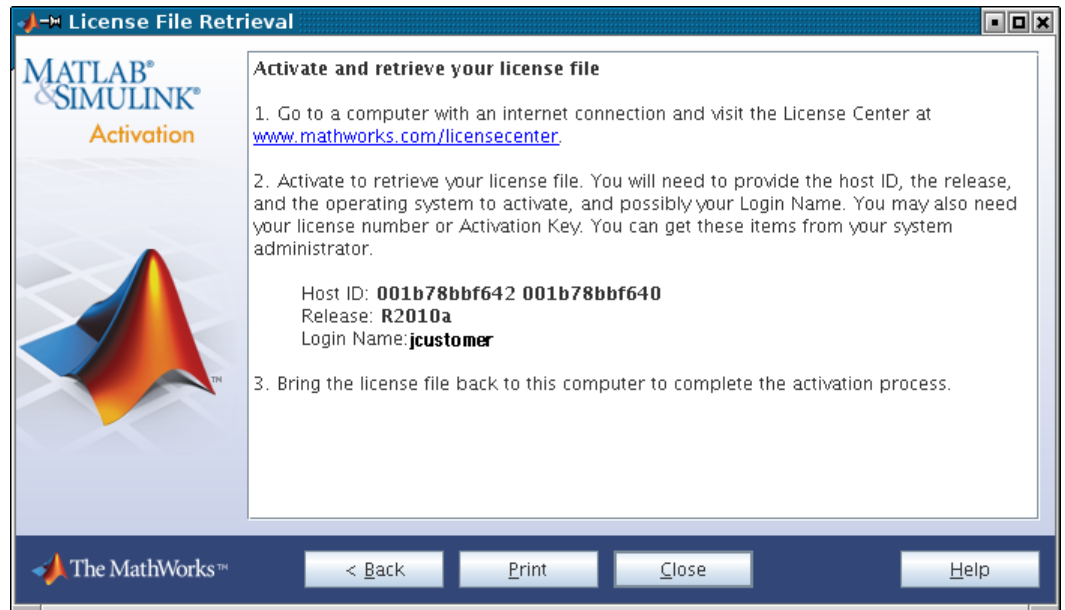 License File Retrieval
MATLAB®
&SIMULINK®
Activation
Activate and retrieve your license file
1. Go to a computer with an internet connection and visit the License Center at
www.mathworks.com/licensecenter.
2. Activate to retrieve your license file. You will need to provide the host ID, the release,
and the operating system to activate, and possibly your Login Name. You may also need
your license number or Activation Key. You can get these items from your system
administrator.
Host ID: 001b78bbf642 001b78bbf640
Release: R2010a
Login Name:jcustomer
3. Bring the license file back to this computer to complete the activation process.
TM
The MathWorks™
< Back
Print
Close
Help